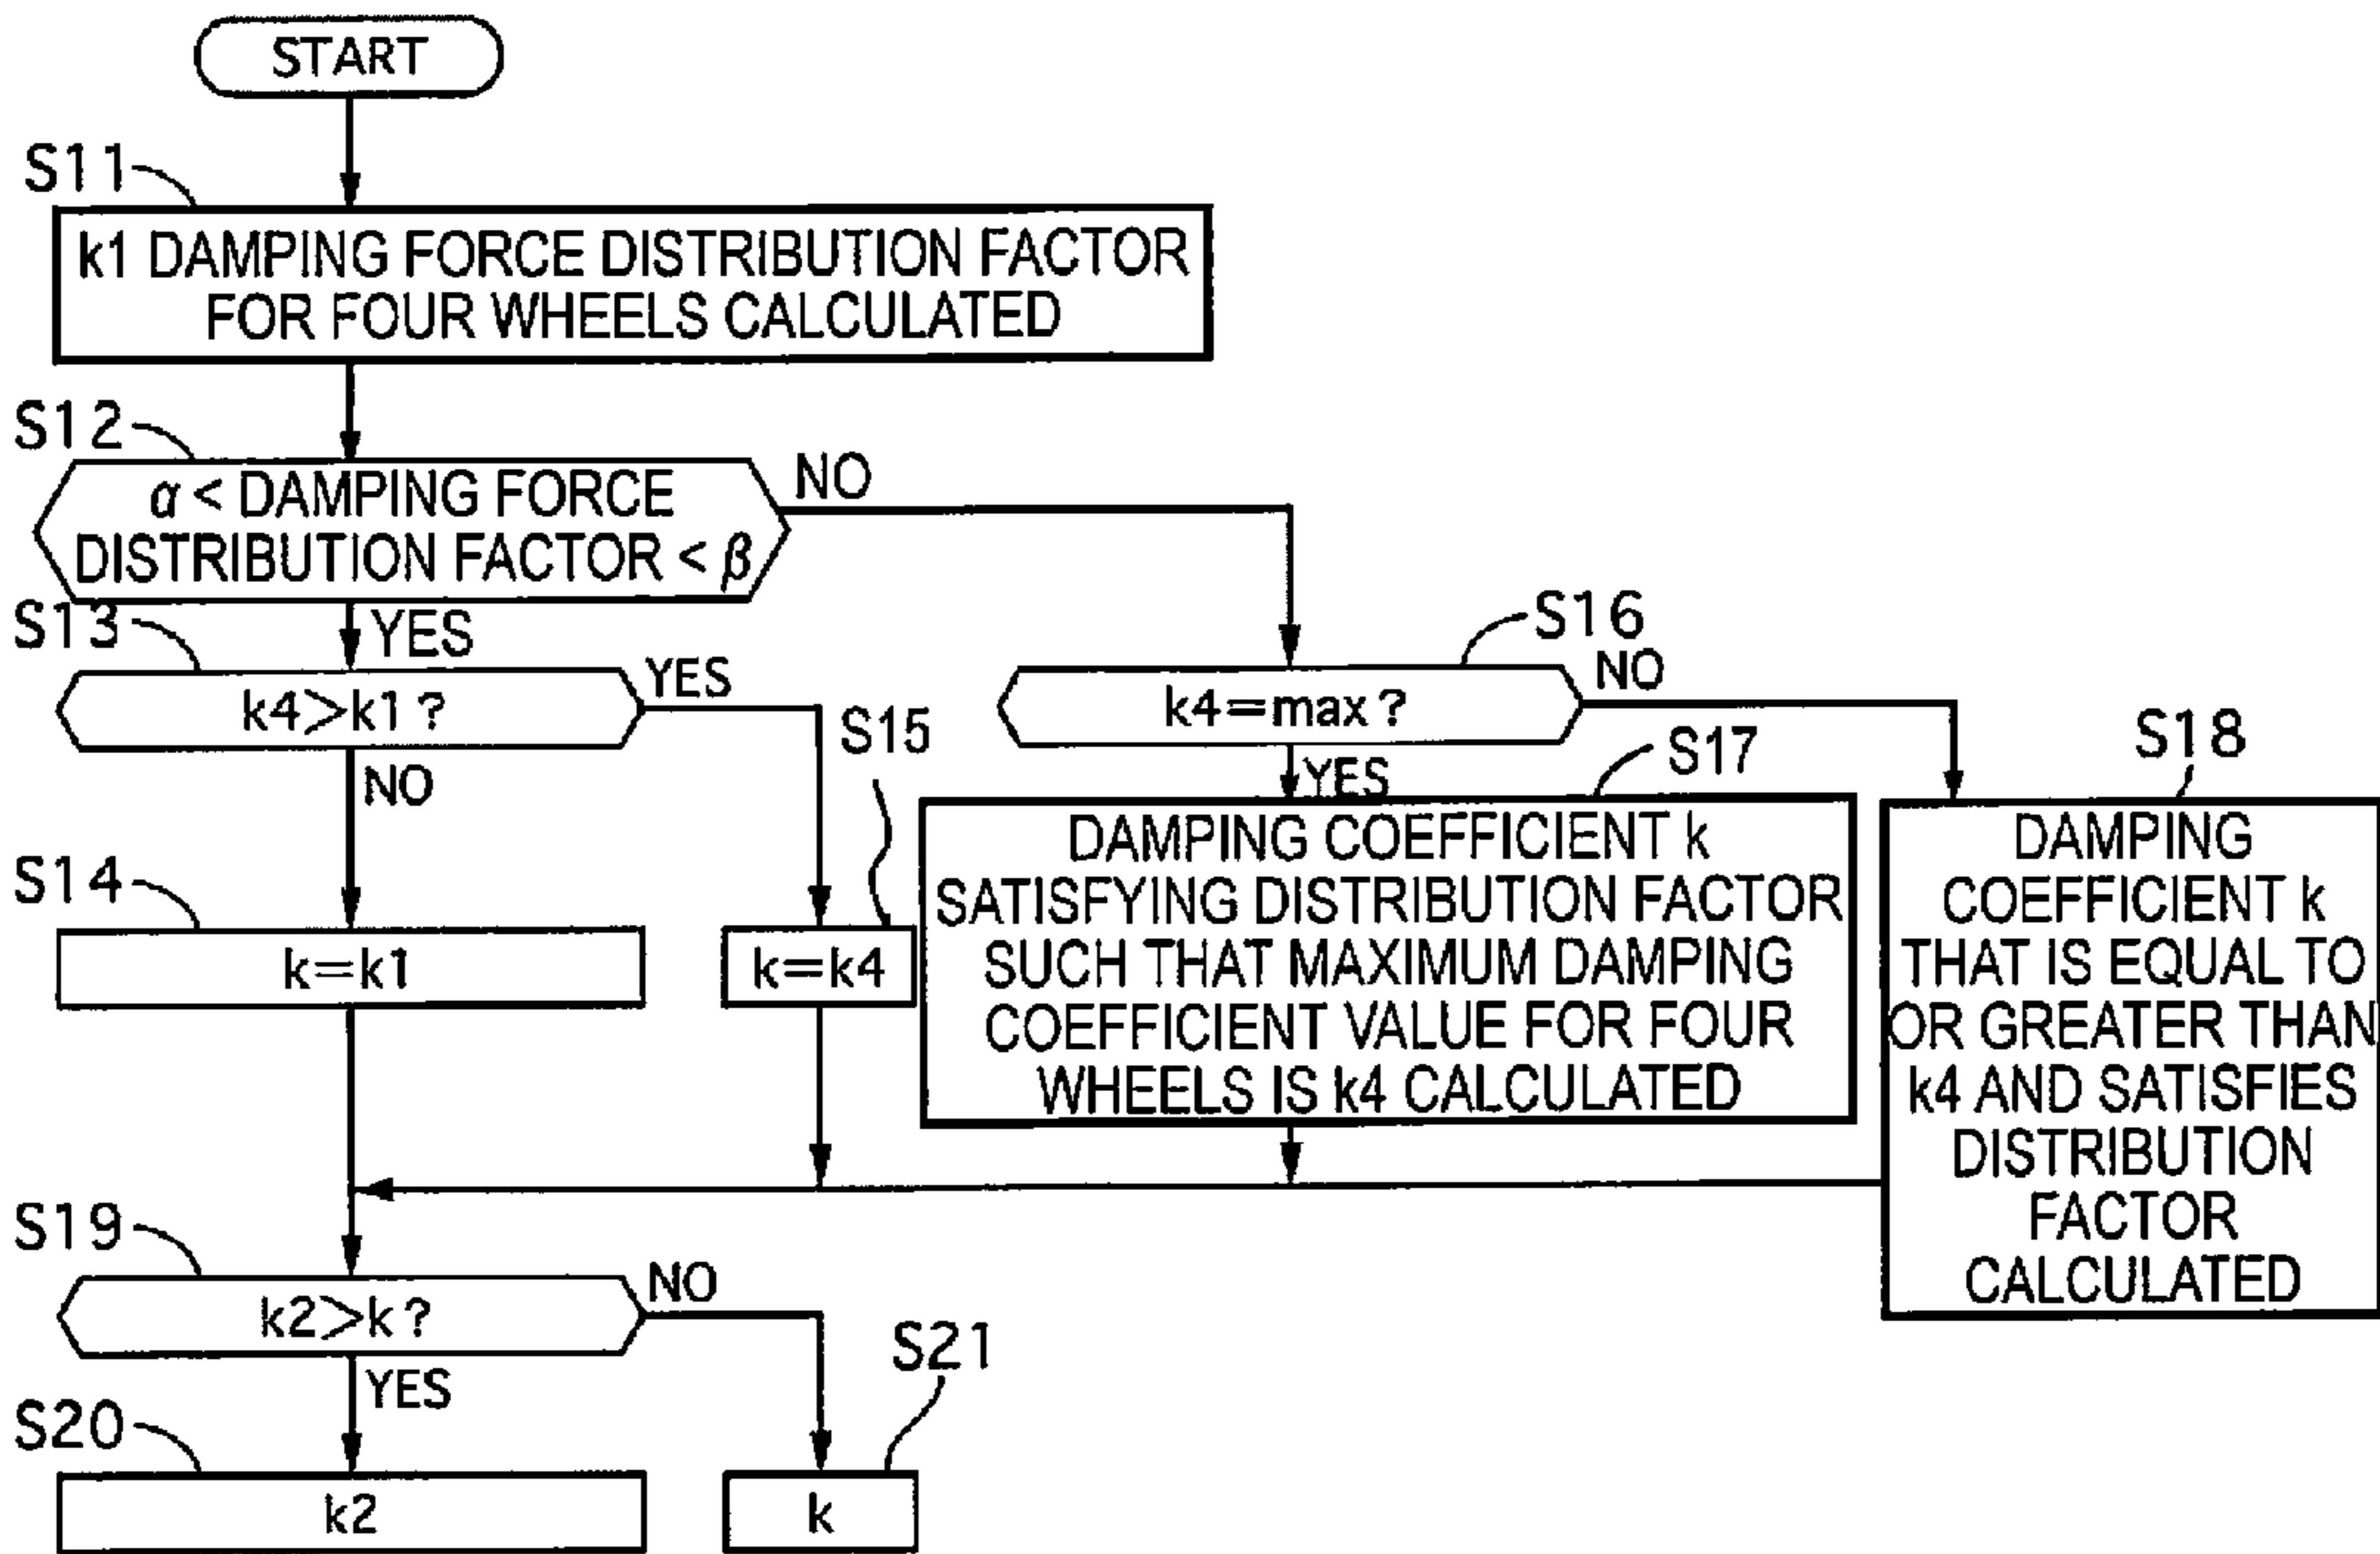 START
S11
k1 DAMPING FORCE DISTRIBUTION FACTOR
FOR FOUR WHEELS CALCULATED
S12
α < DAMPING FORCE
DISTRIBUTION FACTOR < β
NO
YES
S13
k4>k1?
YES
NO
S16
k4=max?
NO
YES
S14
k=k1
S15
k=k4
S17
DAMPING COEFFICIENT k
SATISFYING DISTRIBUTION FACTOR
SUCH THAT MAXIMUM DAMPING
COEFFICIENT VALUE FOR FOUR
WHEELS IS k4 CALCULATED
S18
DAMPING
COEFFICIENT k
THAT IS EQUAL TO
OR GREATER THAN
k4 AND SATISFIES
DISTRIBUTION
FACTOR
CALCULATED
S19
k2>k?
NO
YES
S20
k2
S21
k